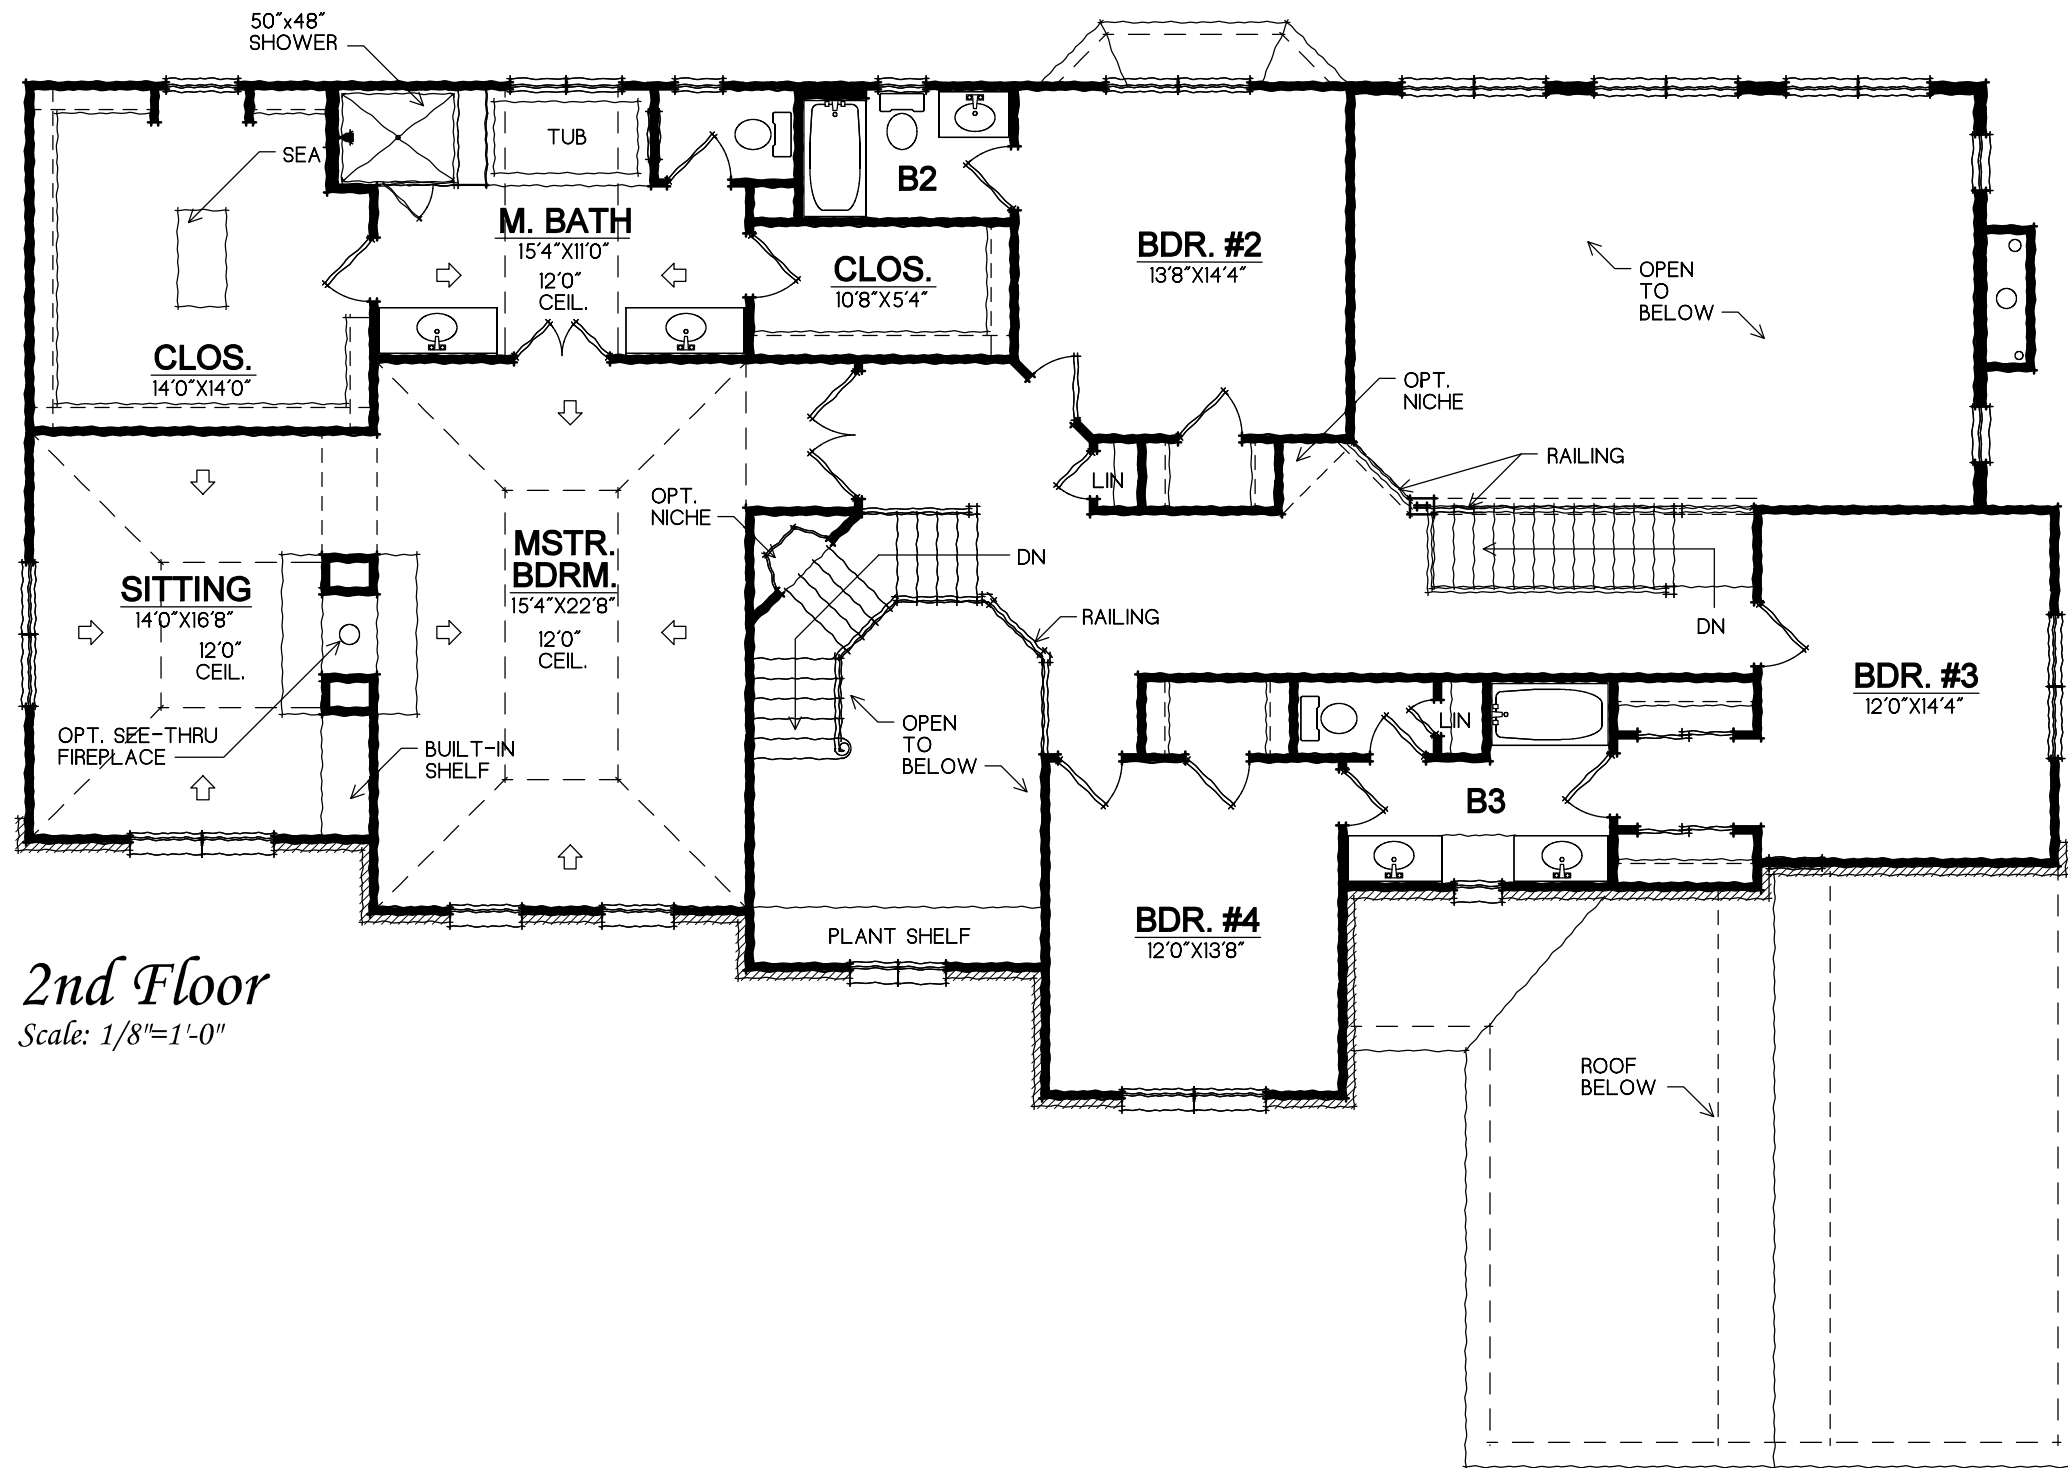 50"x48"
SHOWER
SEA
TUB
B2
M. BATH
15'4"X11'0"
12'0"
CEIL.
CLOS.
10'8"X5'4"
BDR. #2
13'8"X14'4"
OPEN
TO
BELOW
CLOS.
14'0"X14'0"
OPT.
NICHE
RAILING
LIN
OPT.
NICHE
MSTR.
BDRM.
15'4"X22'8"
12'0"
CEIL.
SITTING
14'0"X16'8"
12'0"
CEIL.
DN
RAILING
DN
BDR. #3
12'0"X14'4"
OPT. SEE-THRU
FIREPLACE
BUILT-IN
SHELF
OPEN
TO
BELOW
LIN
B3
BDR. #4
12'0"X13'8"
PLANT SHELF
2nd Floor
Scale: 1/8"=1'-0"
ROOF
BELOW